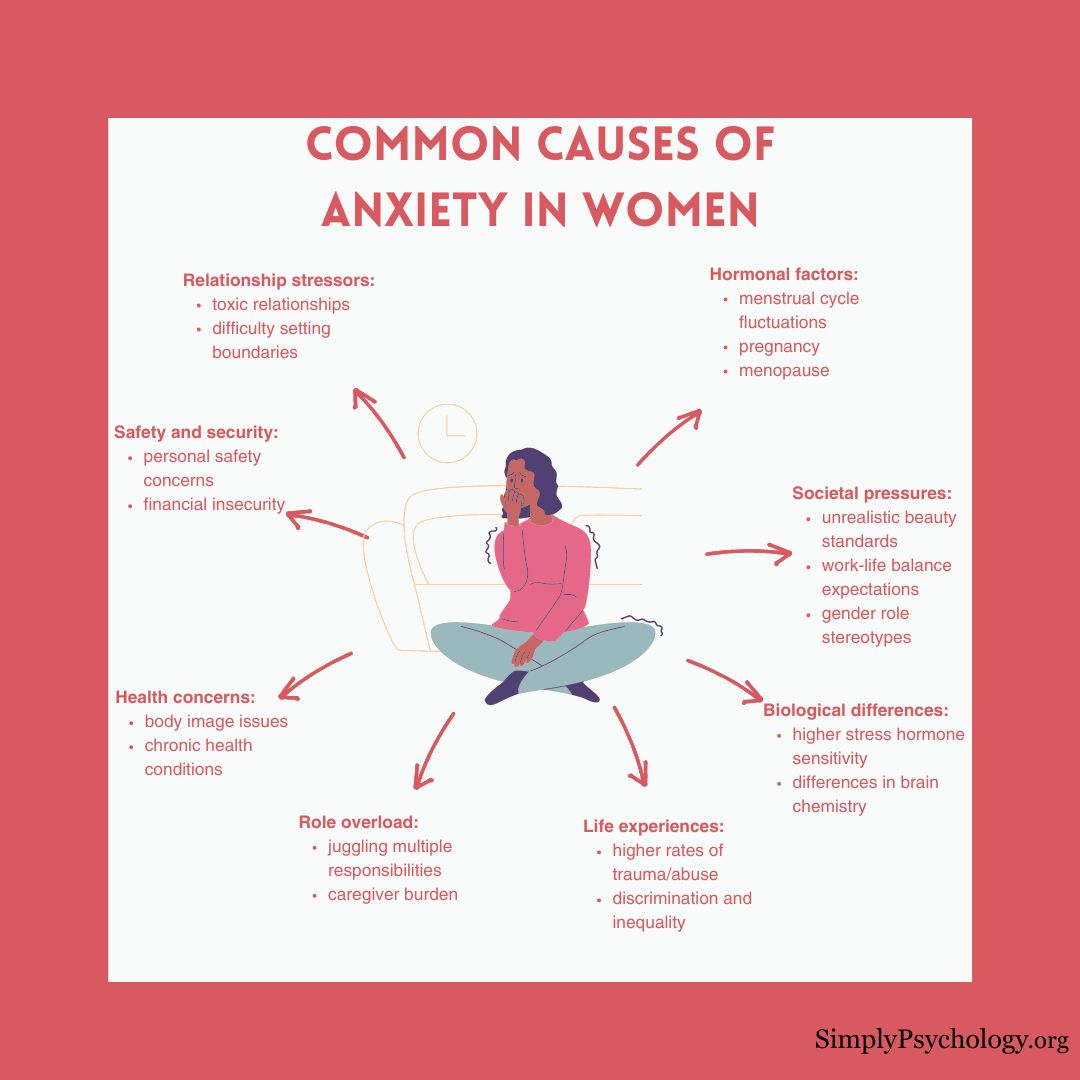 COMMON CAUSES OF
ANXIETY IN WOMEN
Relationship stressors:
• toxic relationships
• difficulty setting
boundaries
Hormonal factors:
• menstrual cycle
fluctuations
• pregnancy
• menopause
Safety and security:
• personal safety
concerns
• financial insecurity
Societal pressures:
• unrealistic beauty
standards
• work-life balance
expectations
• gender role
stereotypes
Health concerns:
• body image issues
• chronic health
conditions
Biological differences:
• higher stress hormone
sensitivity
• differences in brain
chemistry
Role overload:
• juggling multiple
responsibilities
• caregiver burden
Life experiences:
• higher rates of
trauma/abuse
• discrimination and
inequality
SimplyPsychology.org